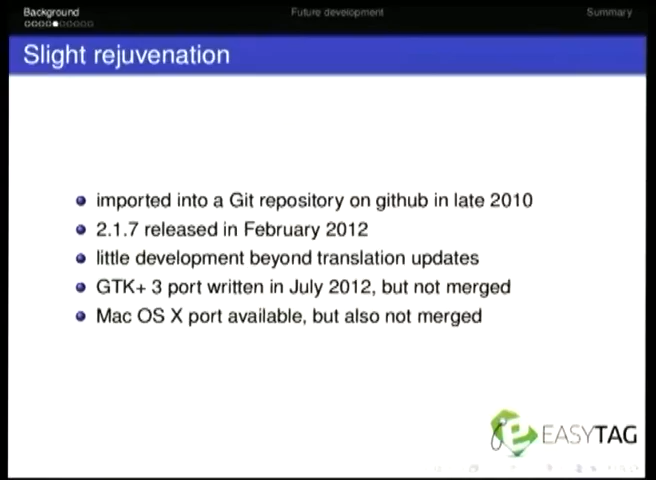 Background
Future development
Summary
Slight rejuvenation
imported into a Git repository on github in late 2010
2.1.7 released in February 2012
little development beyond translation updates
GTK+ 3 port written in July 2012, but not merged
Mac OS X port available, but also not merged
EASYTAG